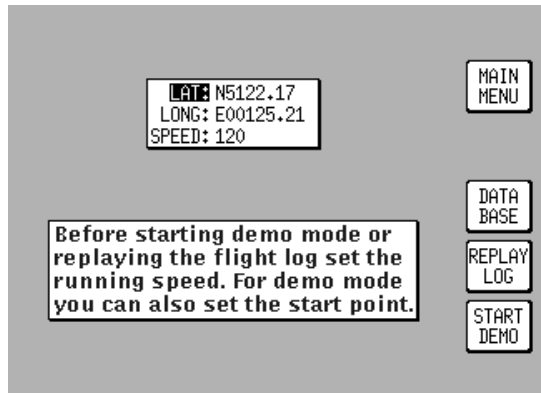 MAIN
MENU
LAT: N5122.17
LONG: E00125.21
SPEED: 120
DATA
BASE
Before starting demo mode or
replaying the flight log set the
running speed. For demo mode
you can also set the start point.
REPLAY
LOG
START
DEMO